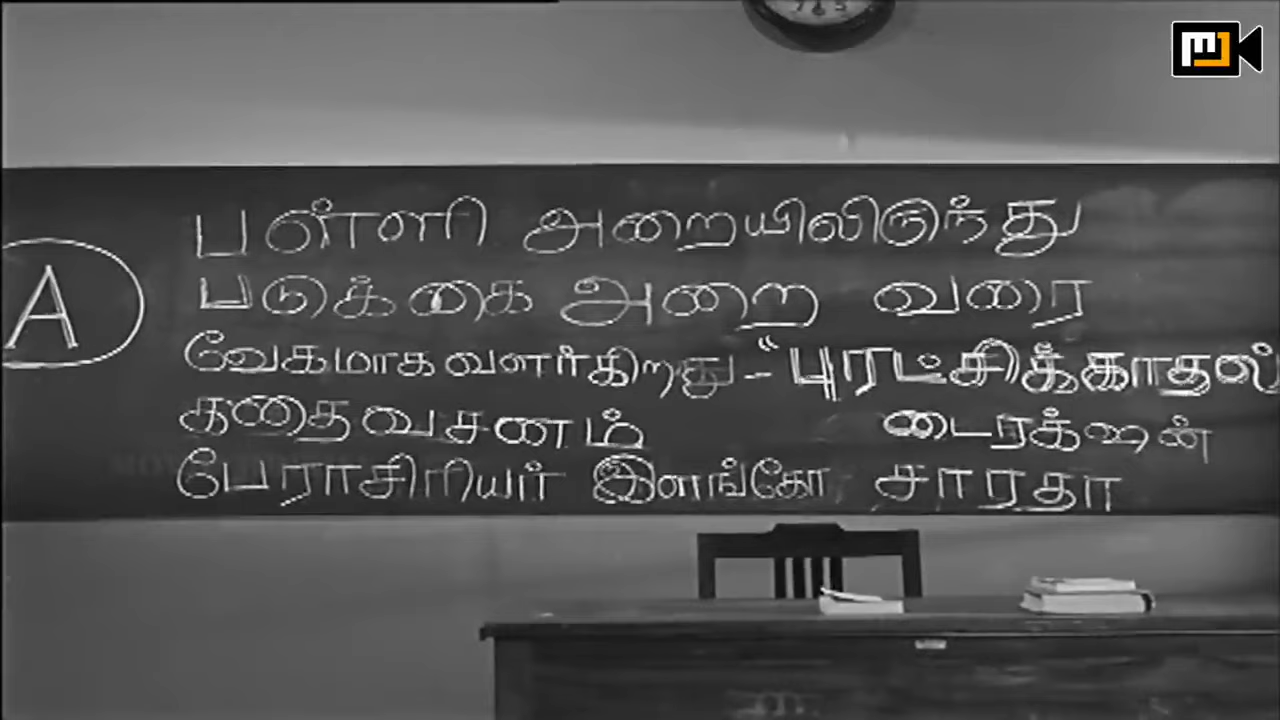 பள்ளி அறையிலிருந்து
படுக்கை அறை வரை
A
வேகமாக வளர்கிறது - “புரட்சிக்காதல்
கதை வசனம் டைரக்ஷன்
பேராசிரியர் இளங்கோ சாரதா